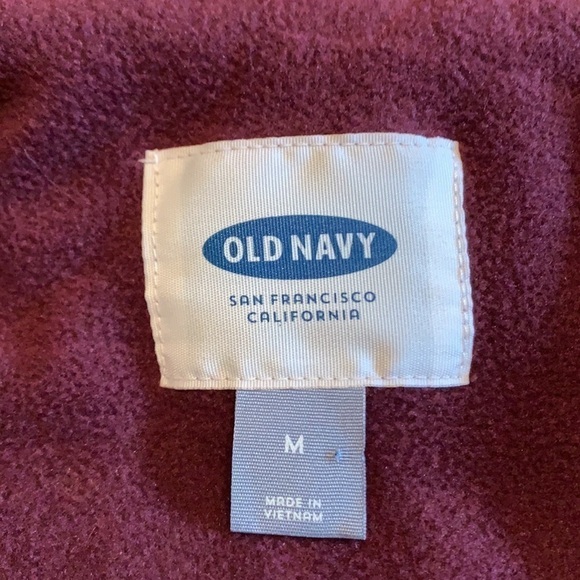 OLD NAVY
SAN FRANCISCO
CALIFORNIA
M
MADE IN
VIETNAM